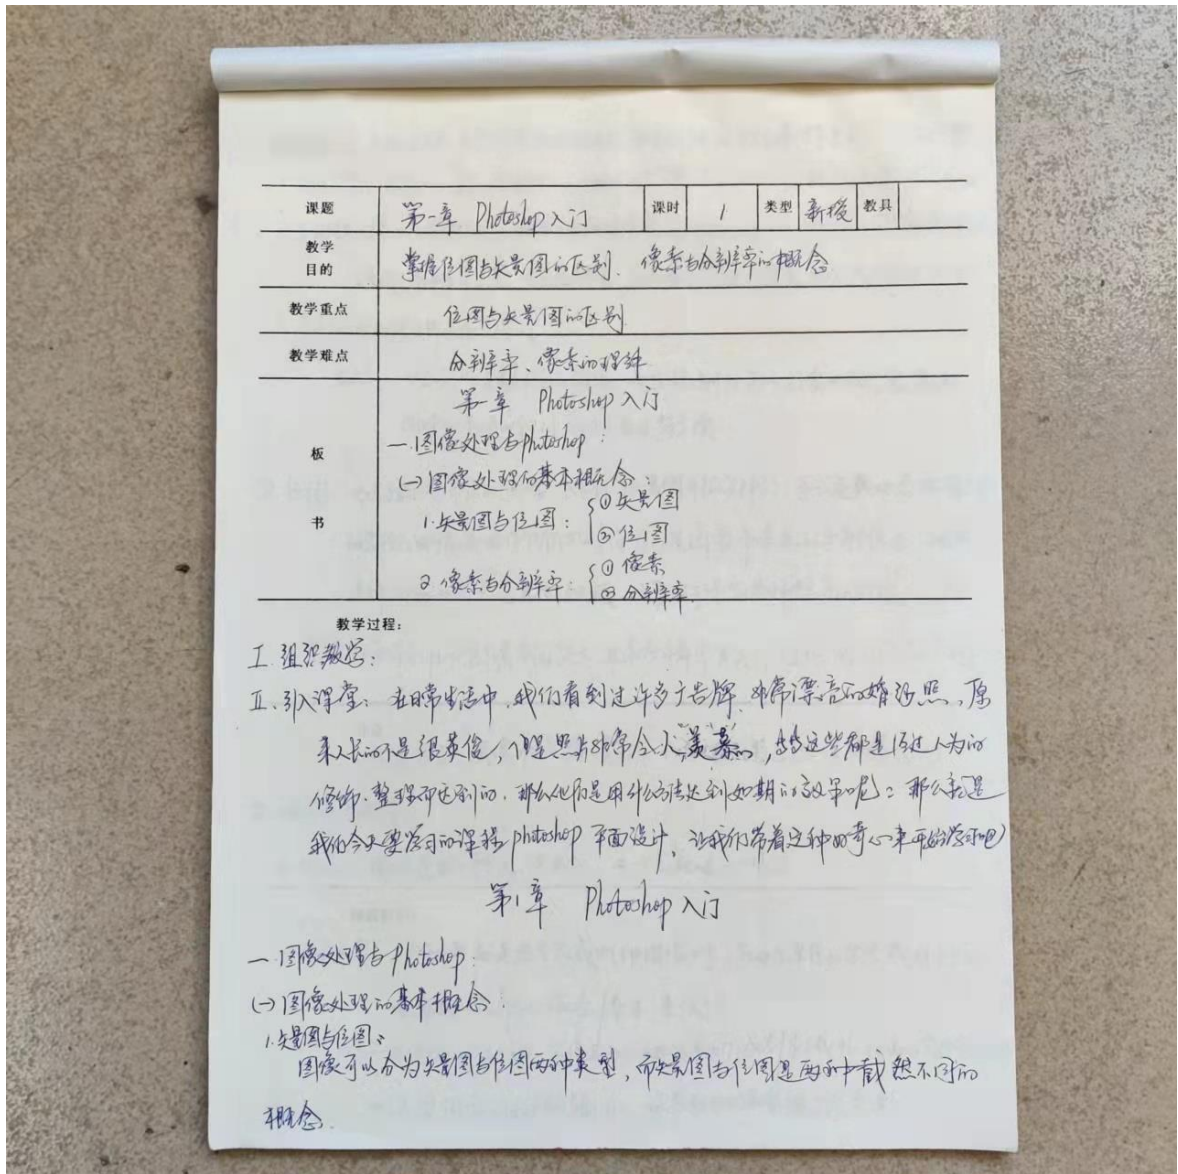 课题 第一章 Photoshop入门 课时 1 类型 新授 教具
教学目的 掌握位图与矢量图的区别、像素与分辨率的概念
教学重点 位图与矢量图的区别
教学难点 分辨率、像素的理解
板书
第一章 Photoshop入门
一.图像处理与photoshop:
(一)图像处理的基本概念:
1.矢量图与位图: ①矢量图
②位图
2.像素与分辨率: ①像素
②分辨率
教学过程:
I.组织教学:
II.引入课堂:在日常生活中,我们看到过许多广告牌、非常漂亮的婚纱照、原
来人长的不是很英俊,但是照片非常令人羡慕的,这些都是经过人为的
修饰.整理而达到的,那么他们是用什么方法达到如期的效果呢?那么就是
我们今天要学习的课程photoshop平面设计,让我们带着这种好奇心来开始学习吧)
第1章 Photoshop入门
一.图像处理与Photoshop:
(一)图像处理的基本概念:
1.矢量图与位图:
图像可以分为矢量图与位图两种类型,而矢量图与位图是两种截然不同的
概念.